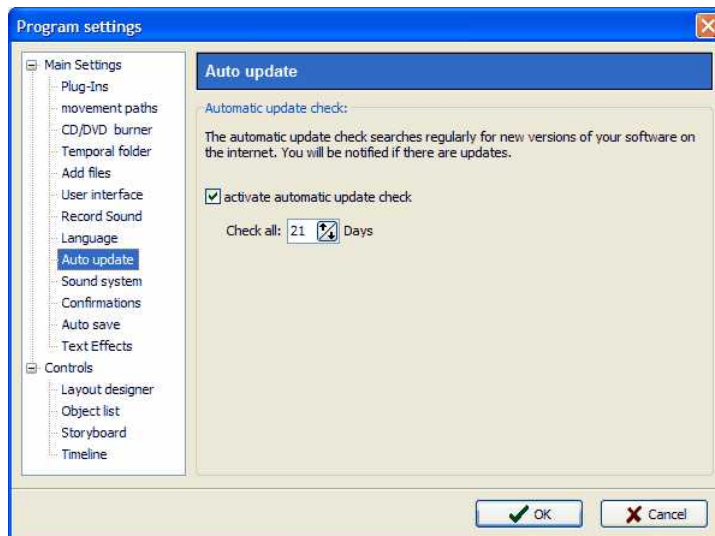 Program settings
Main Settings
Plug-Ins
movement paths
CD/DVD burner
Temporal folder
Add files
User interface
Record Sound
Language
Auto update
Sound system
Confirmations
Auto save
Text Effects
Controls
Layout designer
Object list
Storyboard
Timeline
Auto update
Automatic update check:
The automatic update check searches regularly for new versions of your software on
the internet. You will be notified if there are updates.
activate automatic update check
Check all: 21 Days
OK Cancel